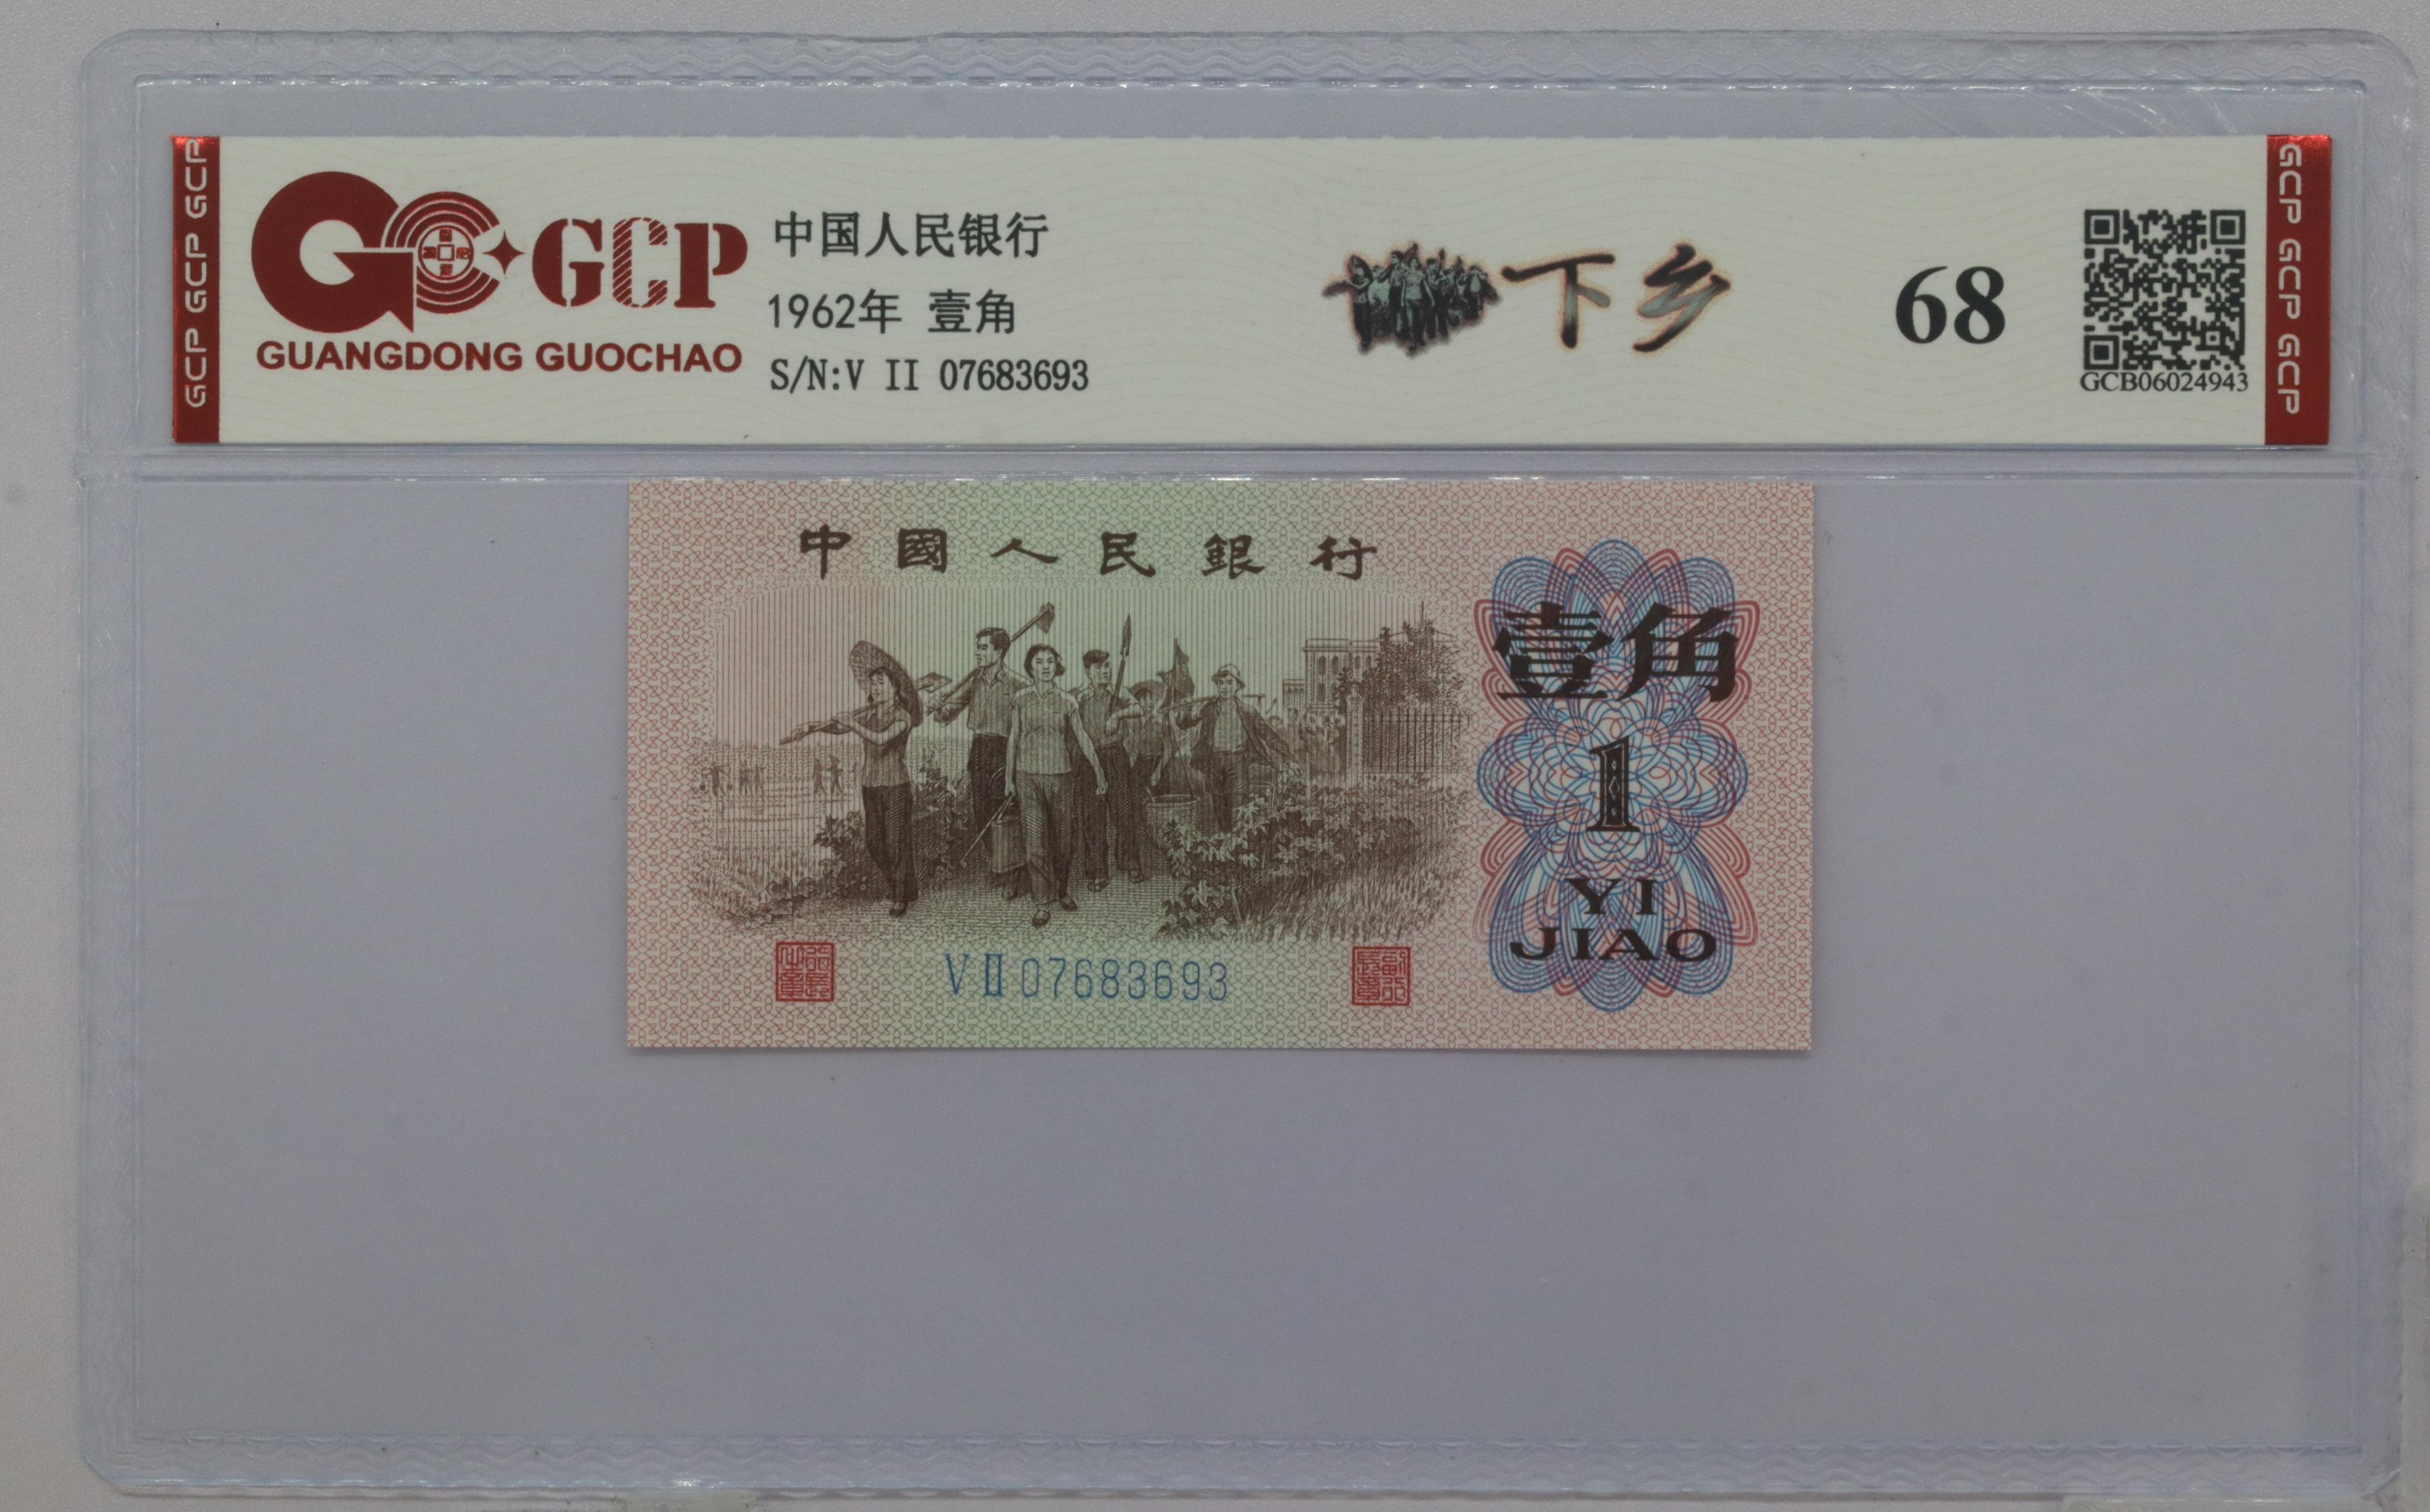 GCP GCP GCP
GCP
GUANGDONG GUOCHAO
中国人民银行
1962年 壹角
S/N:V II 07683693
下乡
68
GCB06024943
GCP GCP GCP
中國人民銀行
壹角
1
YI
JIAO
V Ⅱ 07683693